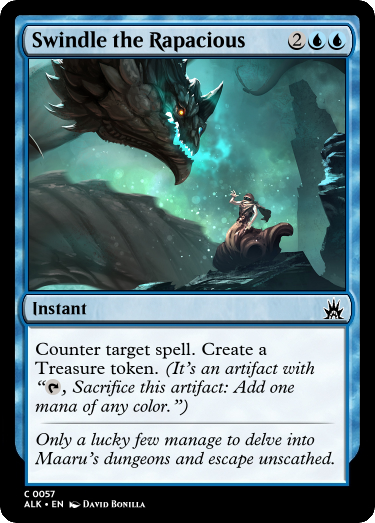 Swindle the Rapacious 2
Instant
Counter target spell. Create a
Treasure token. (It's an artifact with
“, Sacrifice this artifact: Add one
mana of any color.”)
Only a lucky few manage to delve into
Maaru's dungeons and escape unscathed.
C 0057
ALK • EN David Bonilla